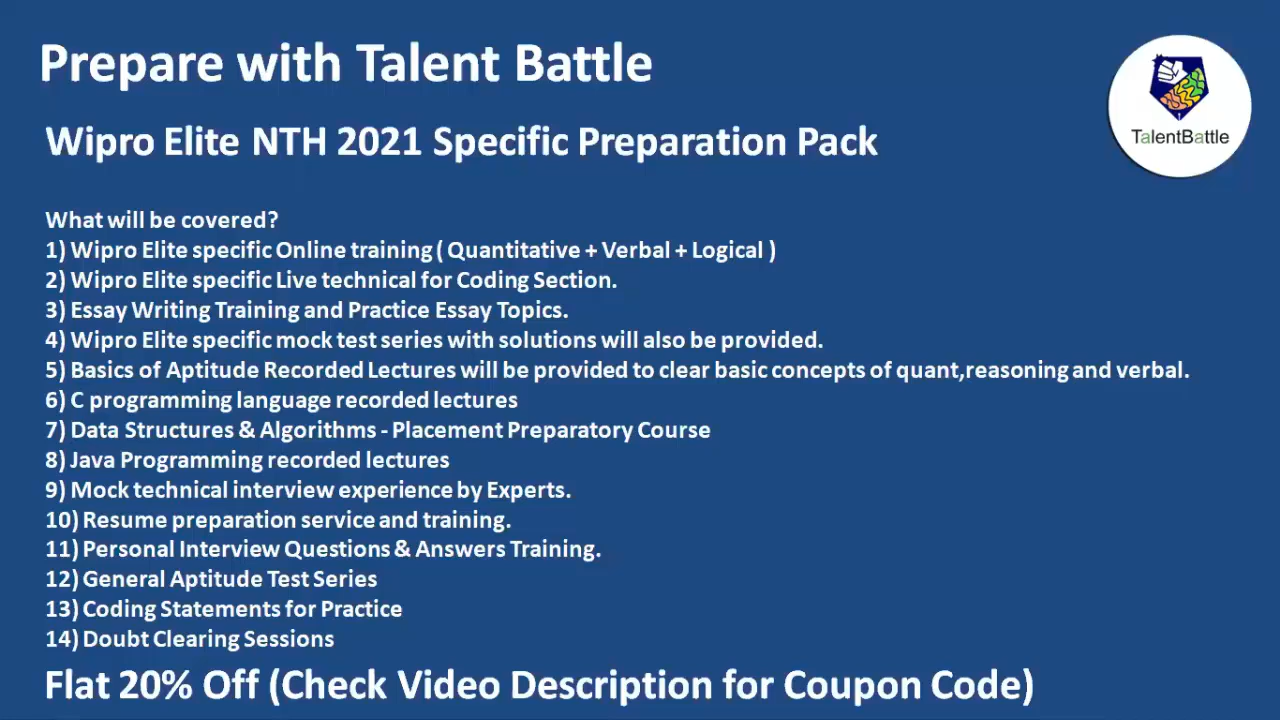 Prepare with Talent Battle
TalentBattle
Wipro Elite NTH 2021 Specific Preparation Pack
What will be covered?
1) Wipro Elite specific Online training ( Quantitative + Verbal + Logical )
2) Wipro Elite specific Live technical for Coding Section.
3) Essay Writing Training and Practice Essay Topics.
4) Wipro Elite specific mock test series with solutions will also be provided.
5) Basics of Aptitude Recorded Lectures will be provided to clear basic concepts of quant,reasoning and verbal.
6) C programming language recorded lectures
7) Data Structures & Algorithms - Placement Preparatory Course
8) Java Programming recorded lectures
9) Mock technical interview experience by Experts.
10) Resume preparation service and training.
11) Personal Interview Questions & Answers Training.
12) General Aptitude Test Series
13) Coding Statements for Practice
14) Doubt Clearing Sessions
Flat 20% Off (Check Video Description for Coupon Code)